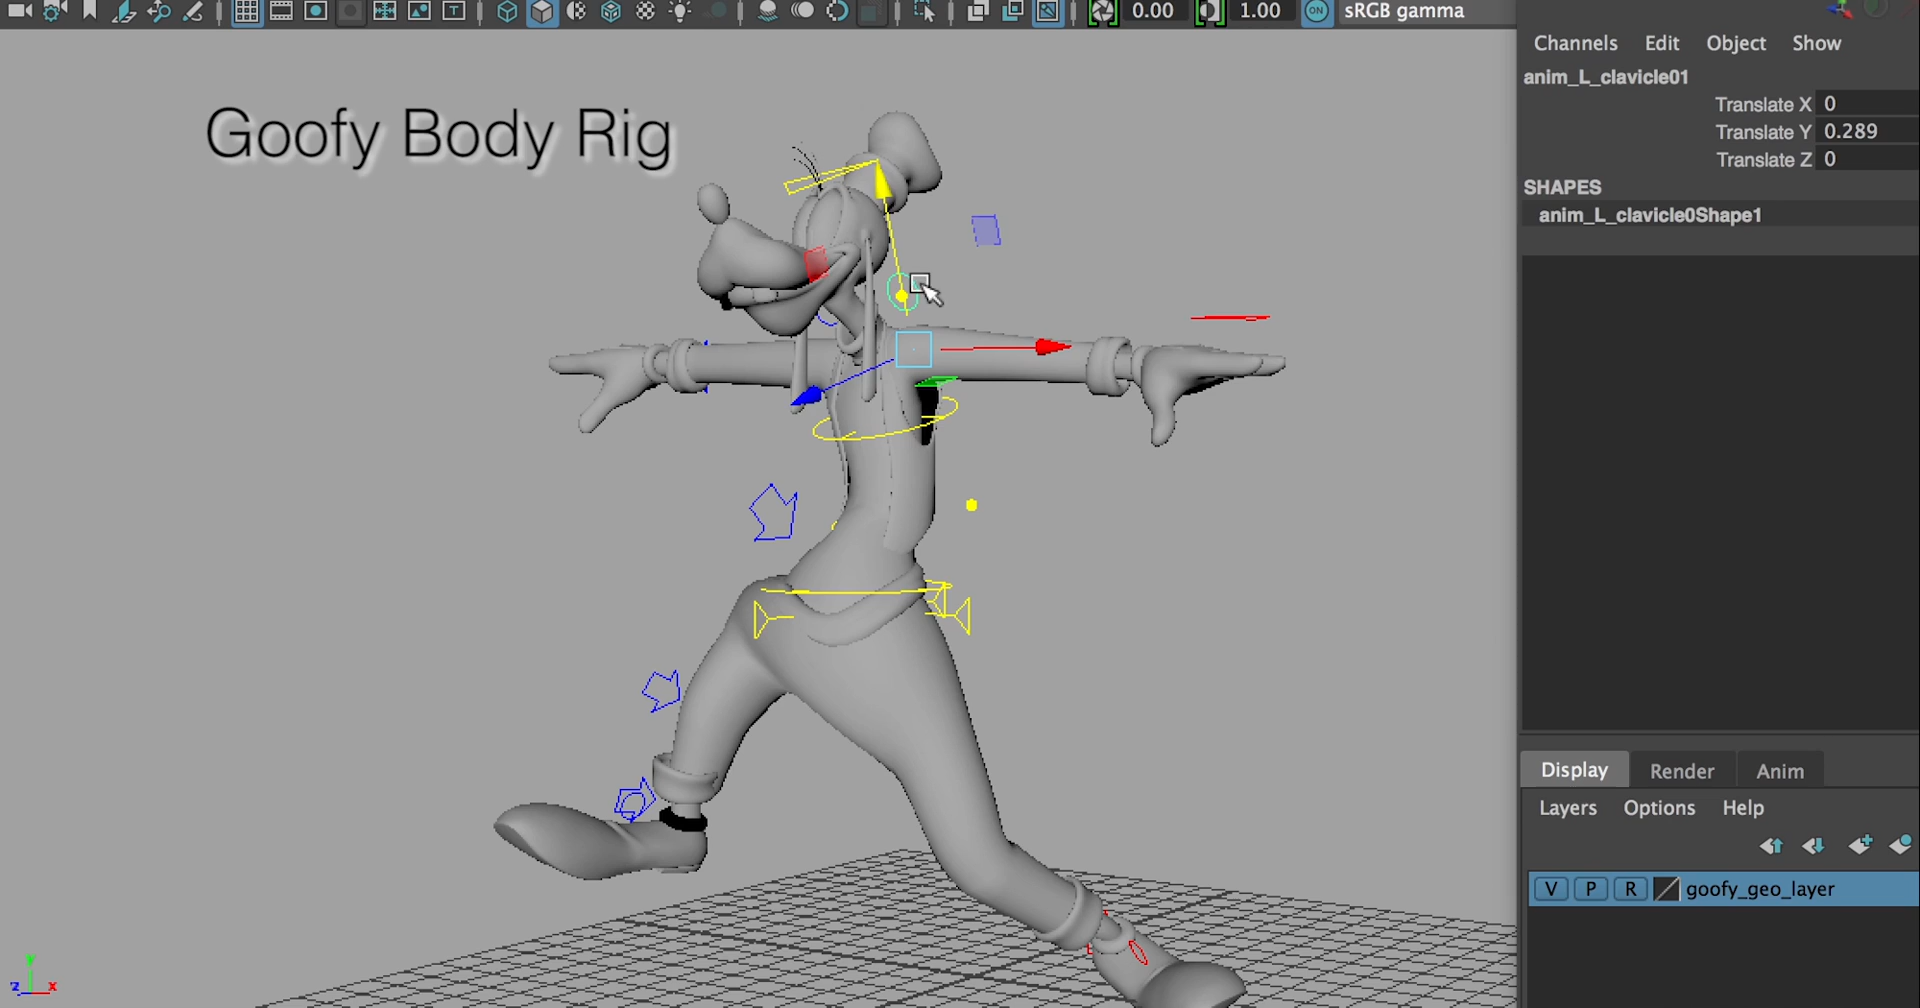 0.00 1.00 ON sRGB gamma
Goofy Body Rig
Channels Edit Object Show
anim_L_clavicle01
Translate X 0
Translate Y 0.289
Translate Z 0
SHAPES
anim_L_clavicle0Shape1
Display Render Anim
Layers Options Help
V P R goofy_geo_layer
Y
Z X